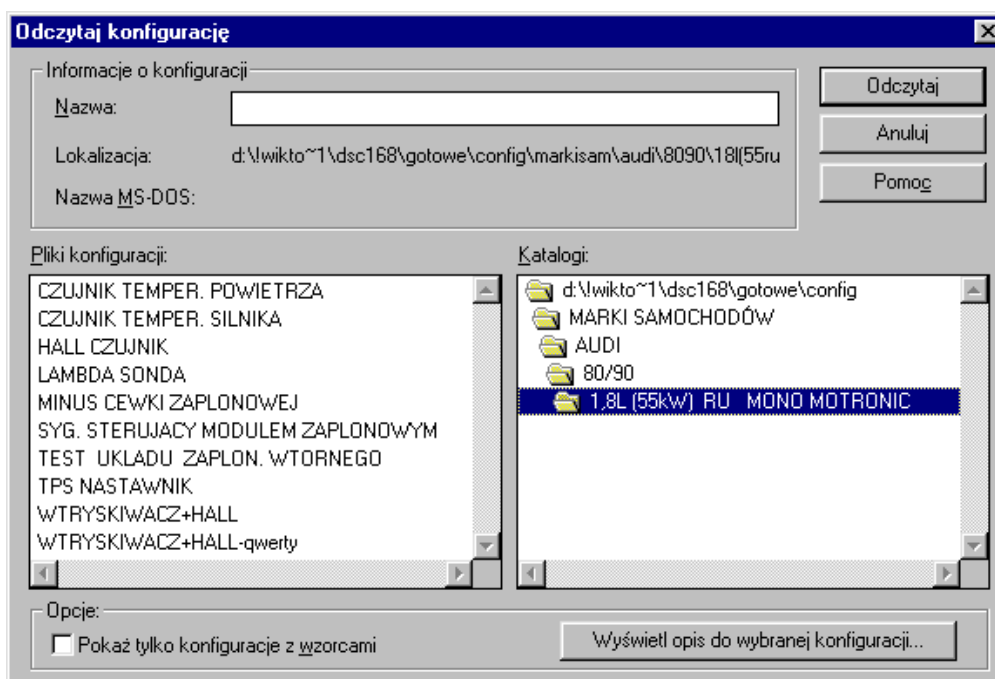 Odczytaj konfigurację
Informacje o konfiguracji
Nazwa:
Lokalizacja: d:\!wikto~1\dsc168\gotowe\config\markisam\audi\8090\18l(55ru
Nazwa MS-DOS:
Odczytaj
Anuluj
Pomoc
Pliki konfiguracji:
CZUJNIK TEMPER. POWIETRZA
CZUJNIK TEMPER. SILNIKA
HALL CZUJNIK
LAMBDA SONDA
MINUS CEWKI ZAPLONOWEJ
SYG. STERUJACY MODULEM ZAPLONOWYM
TEST UKLADU ZAPLON. WTORNEGO
TPS NASTAWNIK
WTRYSKIWACZ+HALL
WTRYSKIWACZ+HALL-qwerty
Katalogi:
d:\!wikto~1\dsc168\gotowe\config
MARKI SAMOCHODÓW
AUDI
80/90
1,8L (55kW) RU MONO MOTRONIC
Opcje:
Pokaż tylko konfiguracje z wzorcami
Wyświetl opis do wybranej konfiguracji...